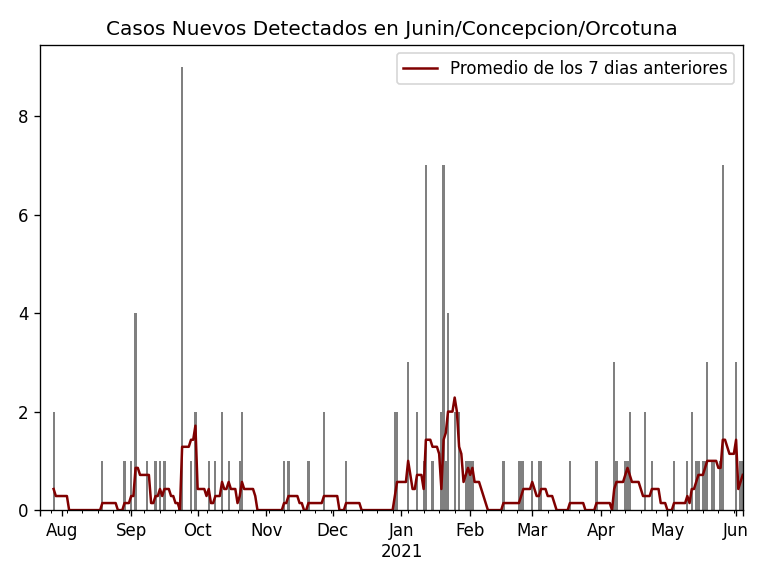 Casos Nuevos Detectados en Junin/Concepcion/Orcotuna
Promedio de los 7 dias anteriores
8
6
4
2
0
Aug Sep Oct Nov Dec Jan Feb Mar Apr May Jun
2021